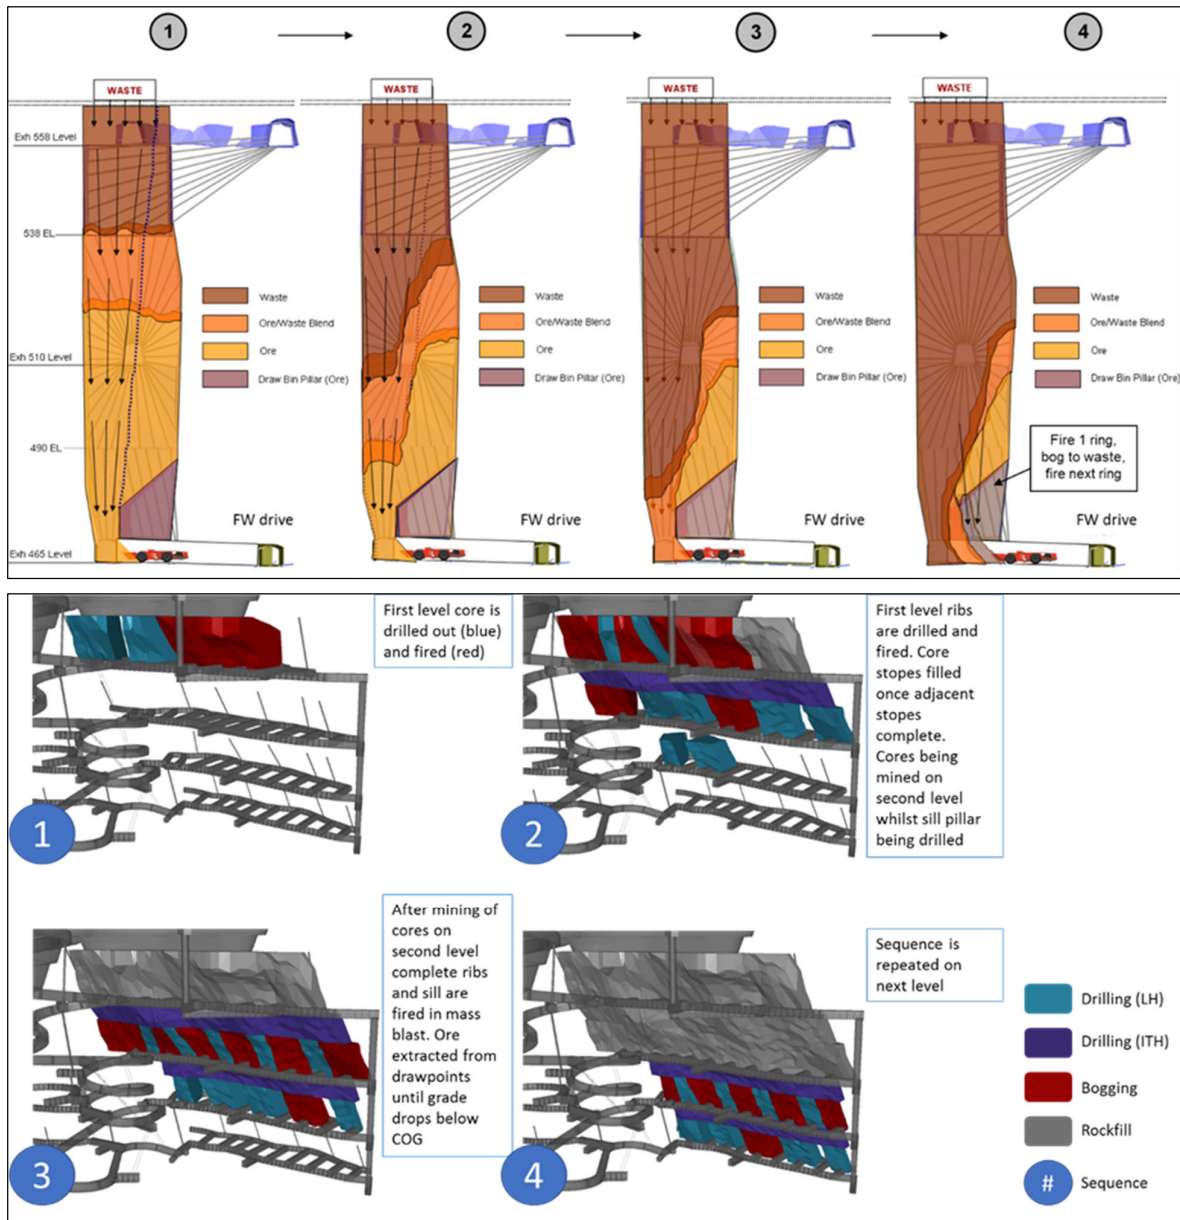 1
2
3
4
WASTE
WASTE
WASTE
WASTE
Exh 558 Level
538 EL
Exh 510 Level
490 EL
Exh 465 Level
Waste
Ore/Waste Blend
Ore
Draw Bin Pillar (Ore)
FW drive
Waste
Ore/Waste Blend
Ore
Draw Bin Pillar (Ore)
FW drive
Waste
Ore/Waste Blend
Ore
Draw Bin Pillar (Ore)
FW drive
Waste
Ore/Waste Blend
Ore
Draw Bin Pillar (Ore)
Fire 1 ring,
bog to waste,
fire next ring
FW drive
First level core is
drilled out (blue)
and fired (red)
1
First level ribs
are drilled and
fired. Core
stopes filled
once adjacent
stopes
complete.
Cores being
mined on
second level
whilst sill pillar
being drilled
2
After mining of
cores on
second level
complete ribs
and sill are
fired in mass
blast. Ore
extracted from
drawpoints
until grade
drops below
COG
3
Sequence is
repeated on
next level
4
Drilling (LH)
Drilling (ITH)
Bogging
Rockfill
# Sequence